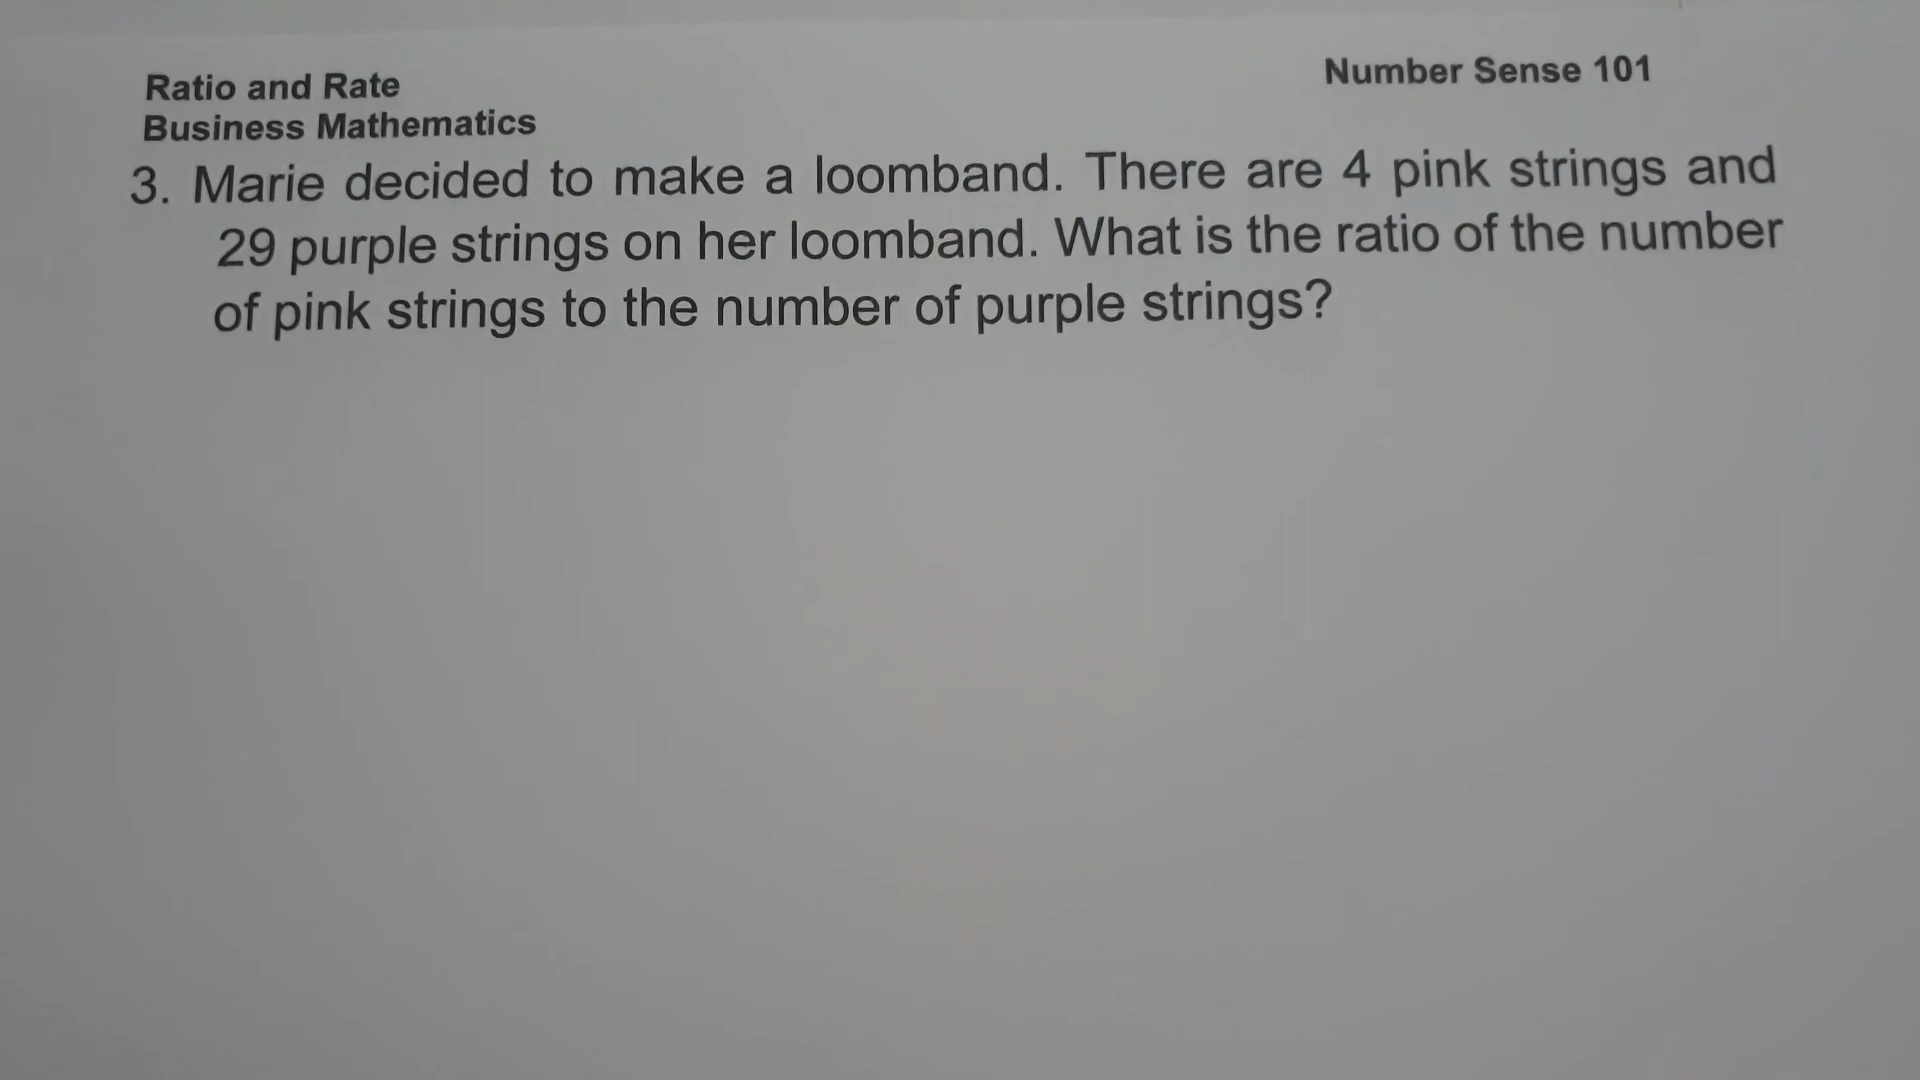 Ratio and Rate
Number Sense 101
Business Mathematics
3. Marie decided to make a loomband. There are 4 pink strings and
29 purple strings on her loomband. What is the ratio of the number
of pink strings to the number of purple strings?